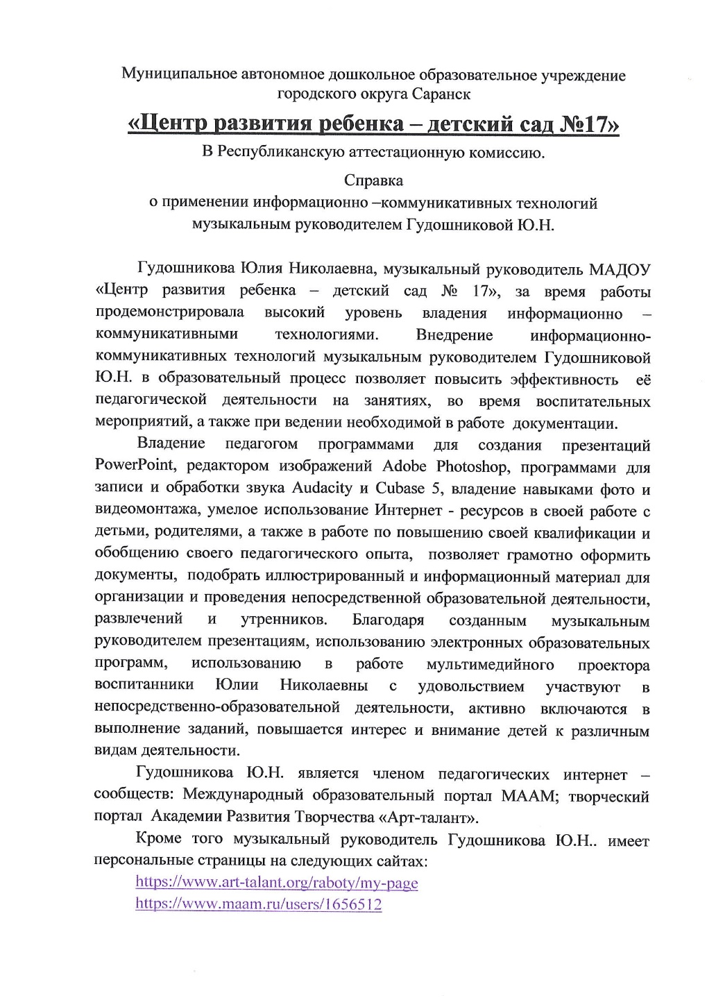 Муниципальное автономное дошкольное образовательное учреждение
городского округа Саранск
«Центр развития ребенка – детский сад №17»
В Республиканскую аттестационную комиссию.
Справка
о применении информационно –коммуникативных технологий
музыкальным руководителем Гудошниковой Ю.Н.
Гудошникова Юлия Николаевна, музыкальный руководитель МАДОУ
«Центр развития ребенка – детский сад № 17», за время работы
продемонстрировала высокий уровень владения информационно –
коммуникативными технологиями. Внедрение информационно-
коммуникативных технологий музыкальным руководителем Гудошниковой
Ю.Н. в образовательный процесс позволяет повысить эффективность её
педагогической деятельности на занятиях, во время воспитательных
мероприятий, а также при ведении необходимой в работе документации.
Владение педагогом программами для создания презентаций
PowerPoint, редактором изображений Adobe Photoshop, программами для
записи и обработки звука Audacity и Cubase 5, владение навыками фото и
видеомонтажа, умелое использование Интернет - ресурсов в своей работе с
детьми, родителями, а также в работе по повышению своей квалификации и
обобщению своего педагогического опыта, позволяет грамотно оформить
документы, подобрать иллюстрированный и информационный материал для
организации и проведения непосредственной образовательной деятельности,
развлечений и утренников. Благодаря созданным музыкальным
руководителем презентациям, использованию электронных образовательных
программ, использованию в работе мультимедийного проектора
воспитанники Юлии Николаевны с удовольствием участвуют в
непосредственно-образовательной деятельности, активно включаются в
выполнение заданий, повышается интерес и внимание детей к различным
видам деятельности.
Гудошникова Ю.Н. является членом педагогических интернет –
сообществ: Международный образовательный портал МААМ; творческий
портал Академии Развития Творчества «Арт-талант».
Кроме того музыкальный руководитель Гудошникова Ю.Н.. имеет
персональные страницы на следующих сайтах:
https://www.art-talant.org/raboty/my-page
https://www.maam.ru/users/1656512